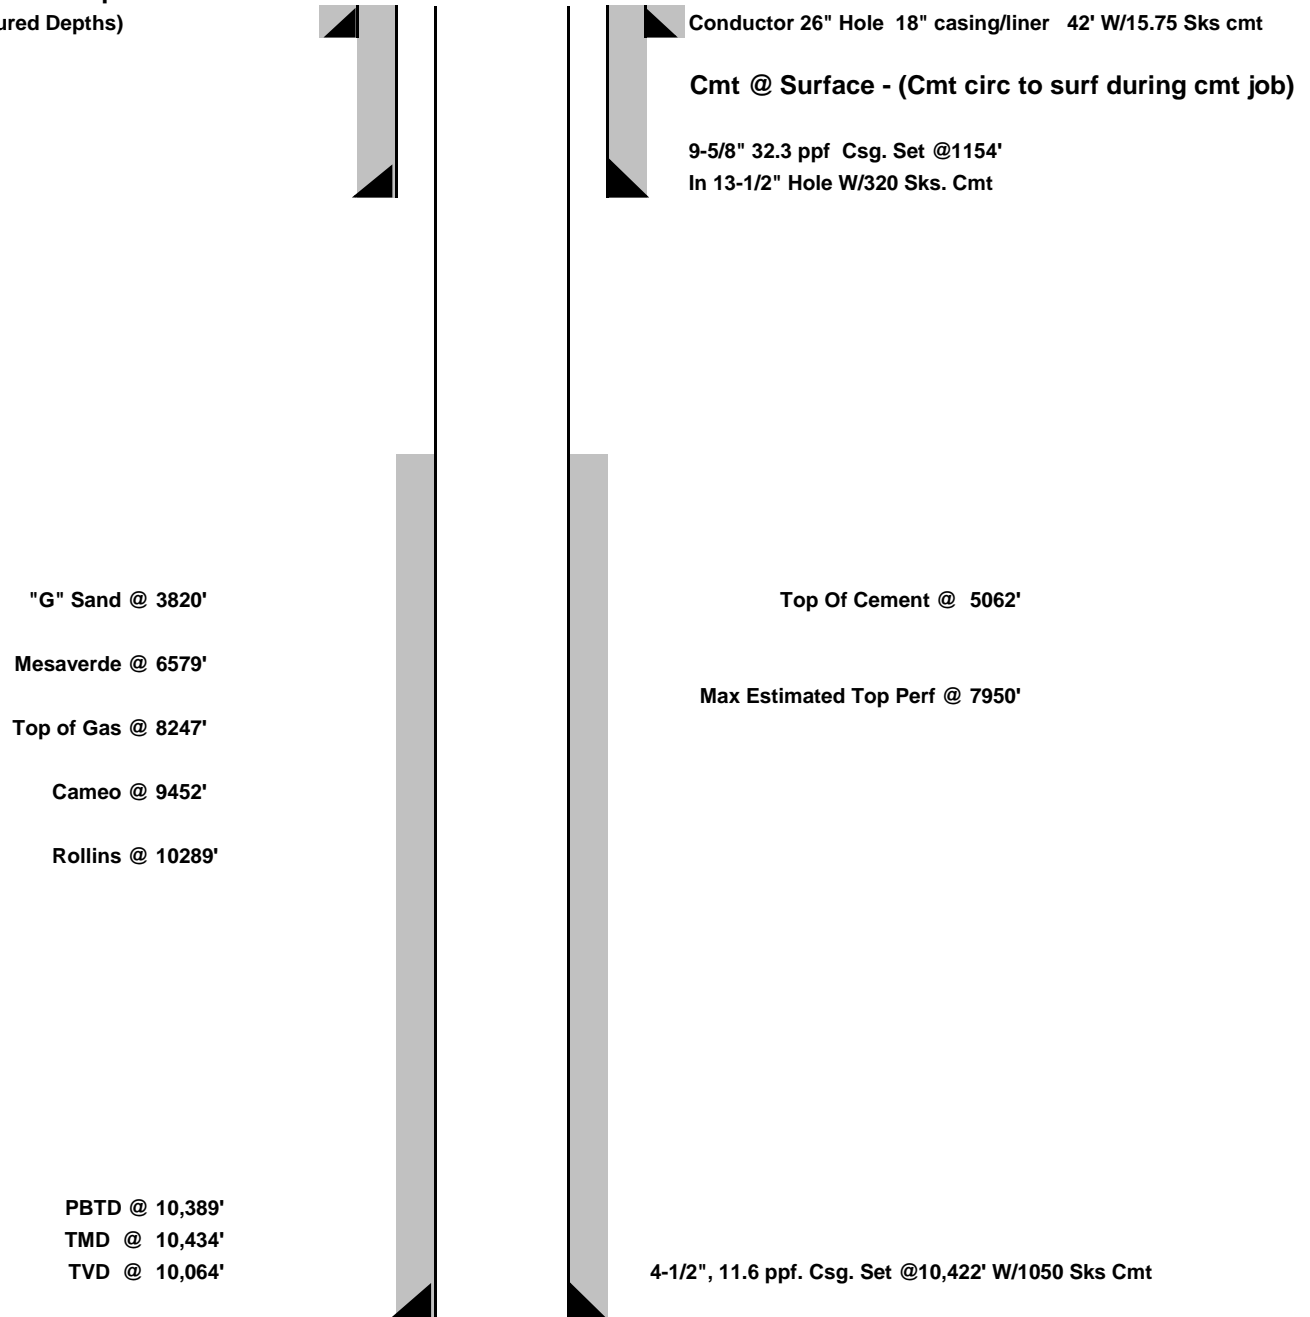 ured Depths)
Conductor 26" Hole 18" casing/liner 42' W/15.75 Sks cmt
Cmt @ Surface - (Cmt circ to surf during cmt job)
9-5/8" 32.3 ppf Csg. Set @1154'
In 13-1/2" Hole W/320 Sks. Cmt
"G" Sand @ 3820'
Top Of Cement @ 5062'
Mesaverde @ 6579'
Max Estimated Top Perf @ 7950'
Top of Gas @ 8247'
Cameo @ 9452'
Rollins @ 10289'
PBTD @ 10,389'
TMD @ 10,434'
TVD @ 10,064'
4-1/2", 11.6 ppf. Csg. Set @10,422' W/1050 Sks Cmt